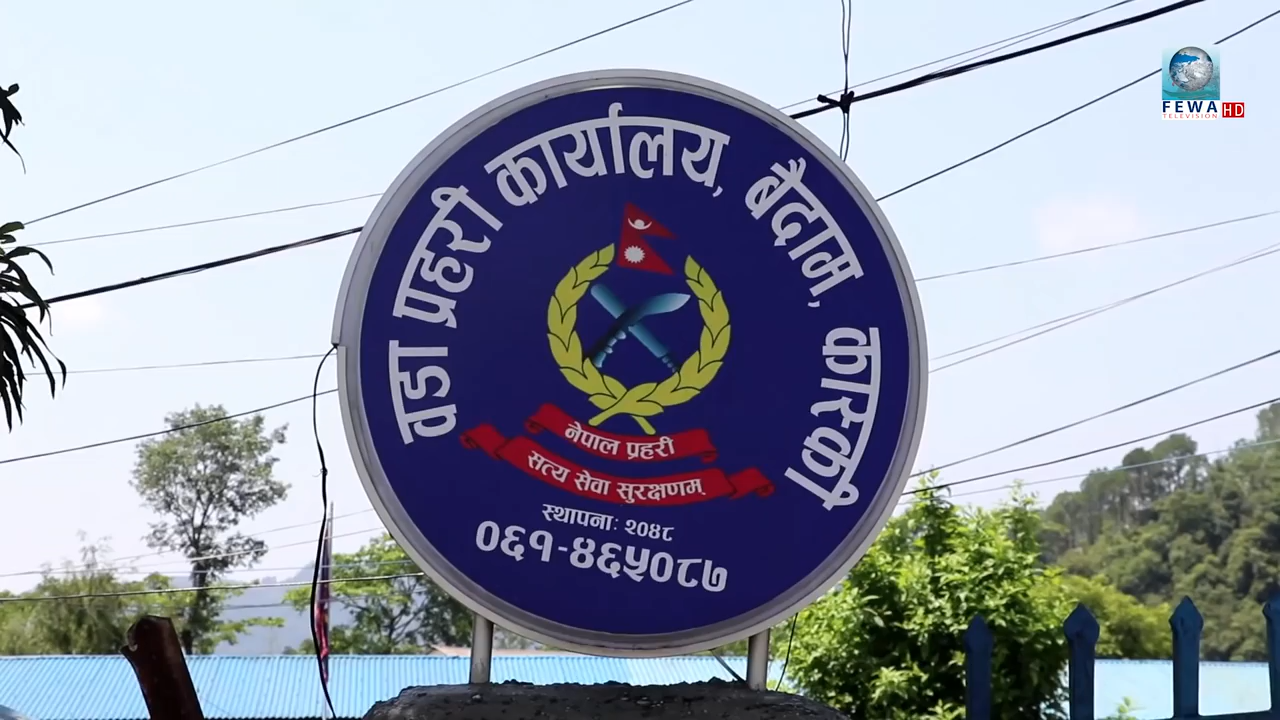 वडा प्रहरी कार्यालय, बैदाम, कास्की
नेपाल प्रहरी
सत्य सेवा सुरक्षणम्
स्थापनाः २०४८
०६१-४६५०८७
FEWA
TELEVISION HD